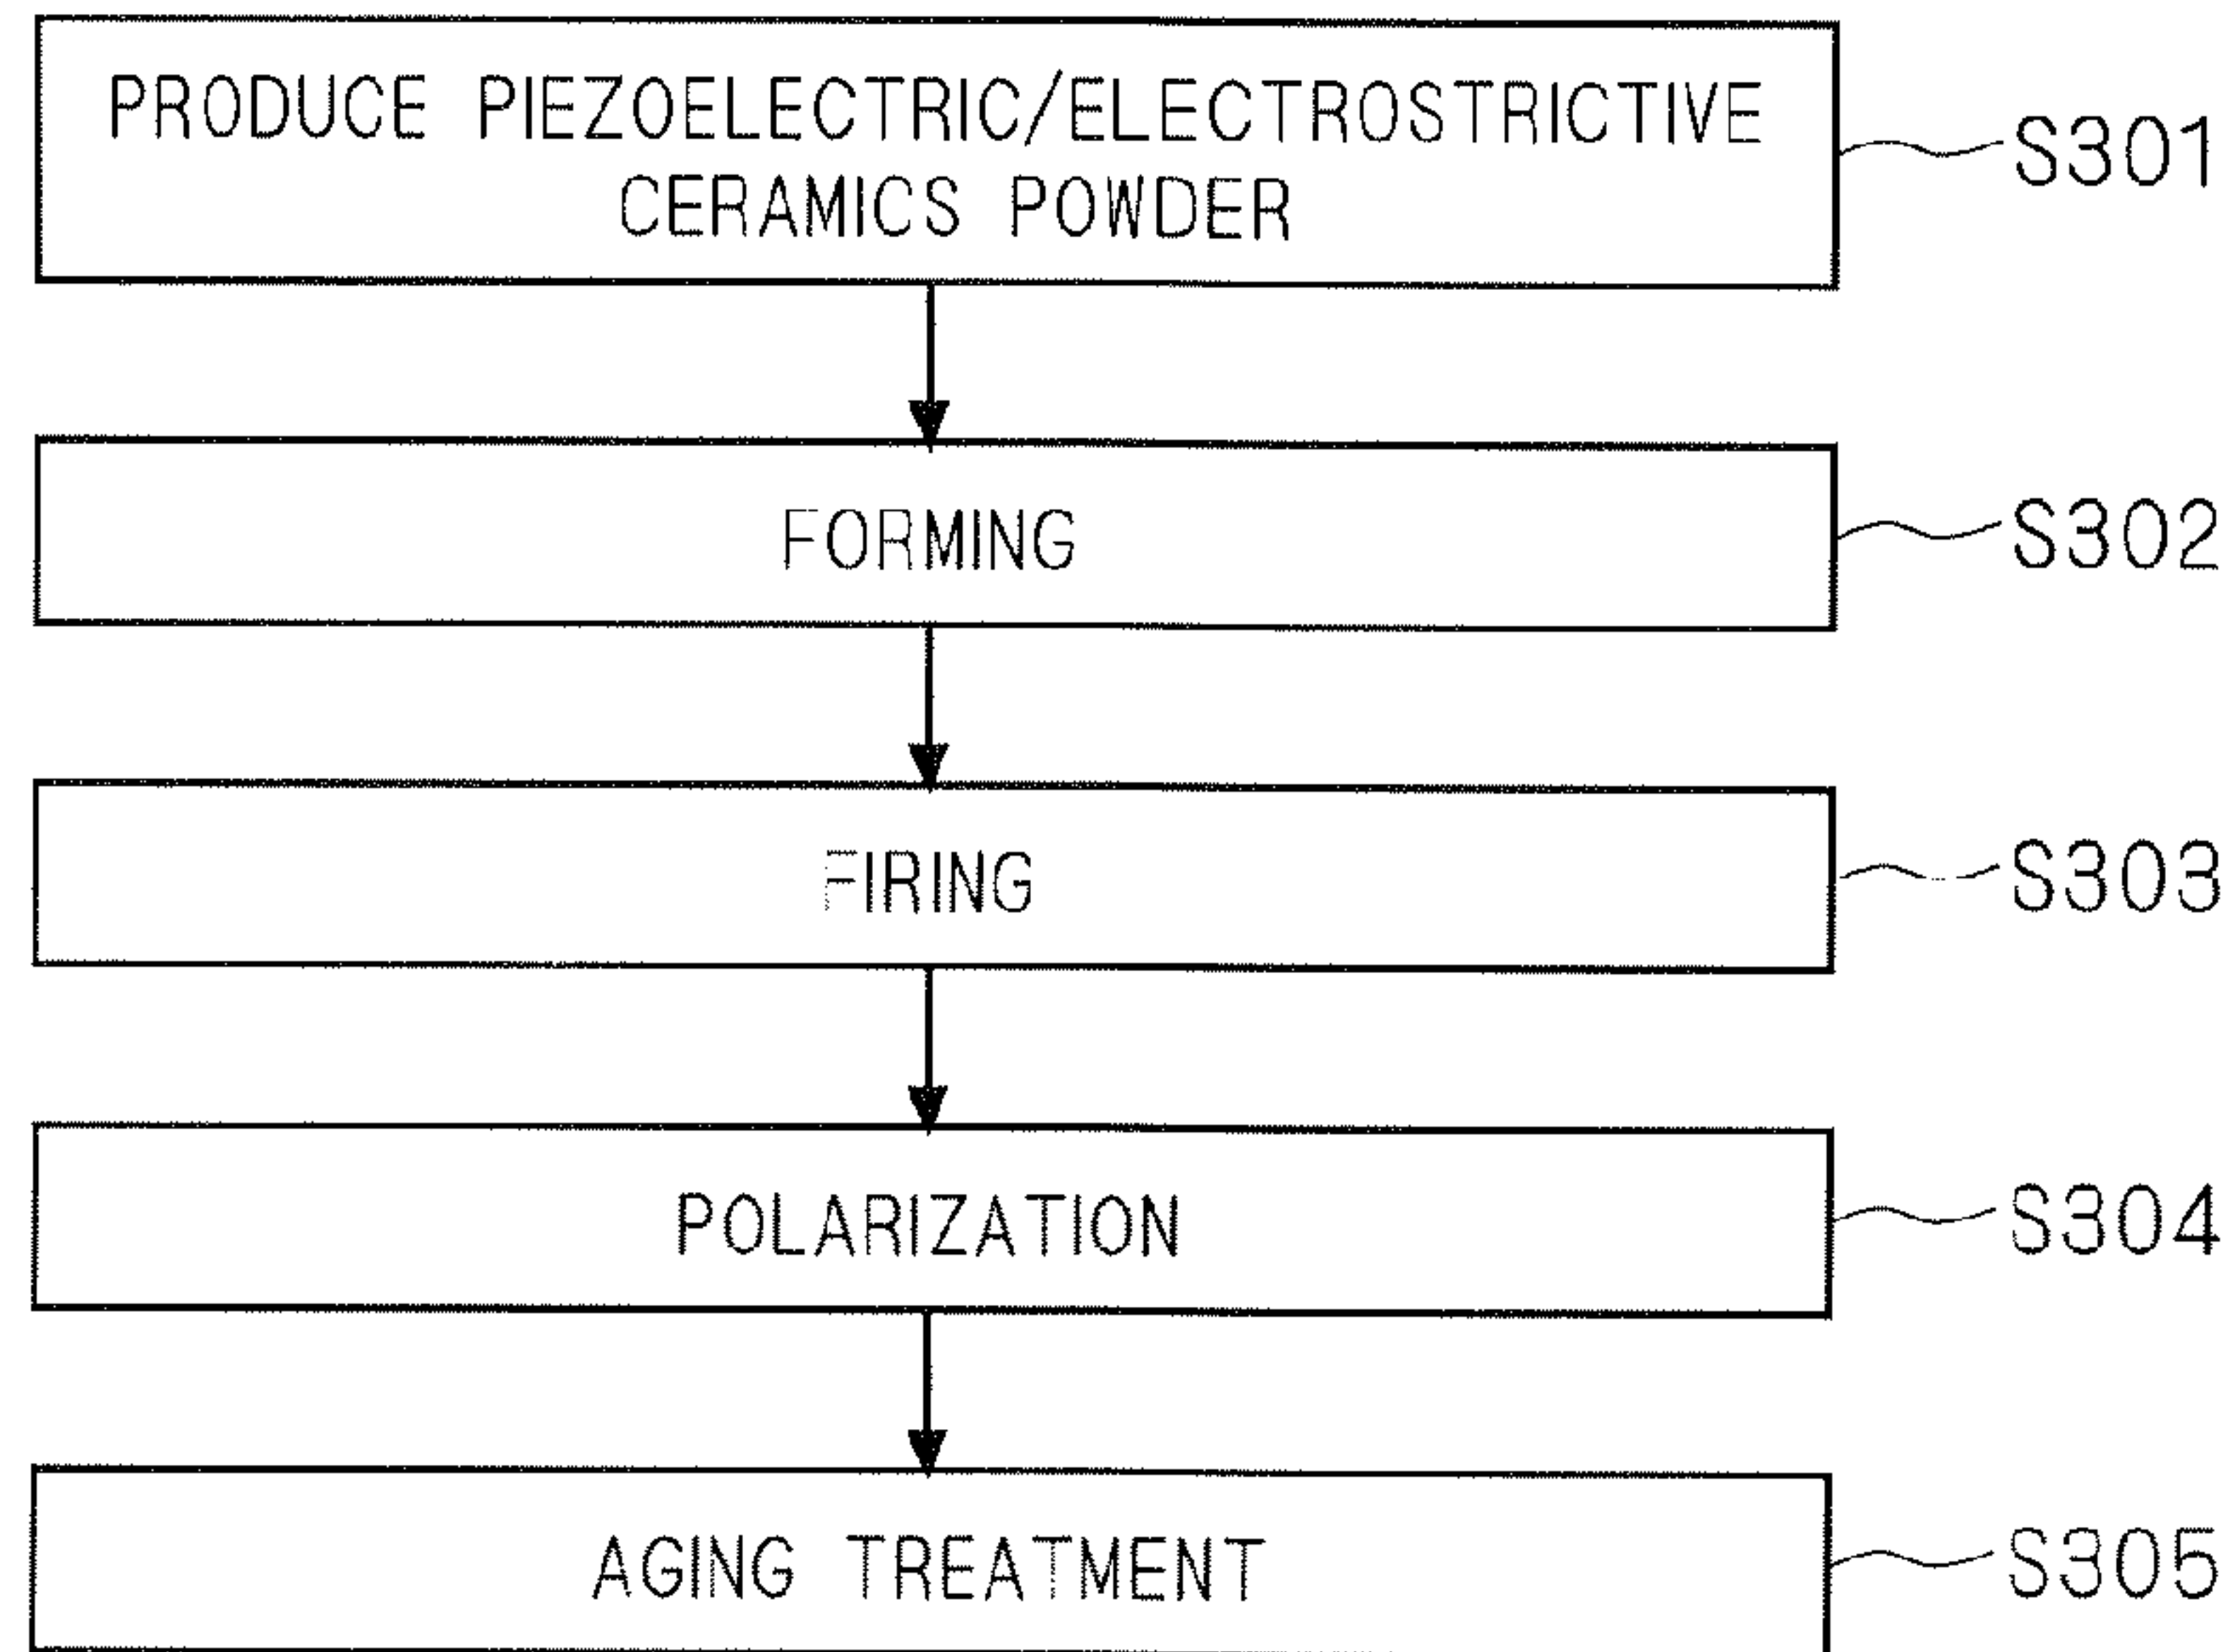 PRODUCE PIEZOELECTRIC/ELECTROSTRICTIVE
CERAMICS POWDER
S301
FORMING
S302
FIRING
S303
POLARIZATION
S304
AGING TREATMENT
S305